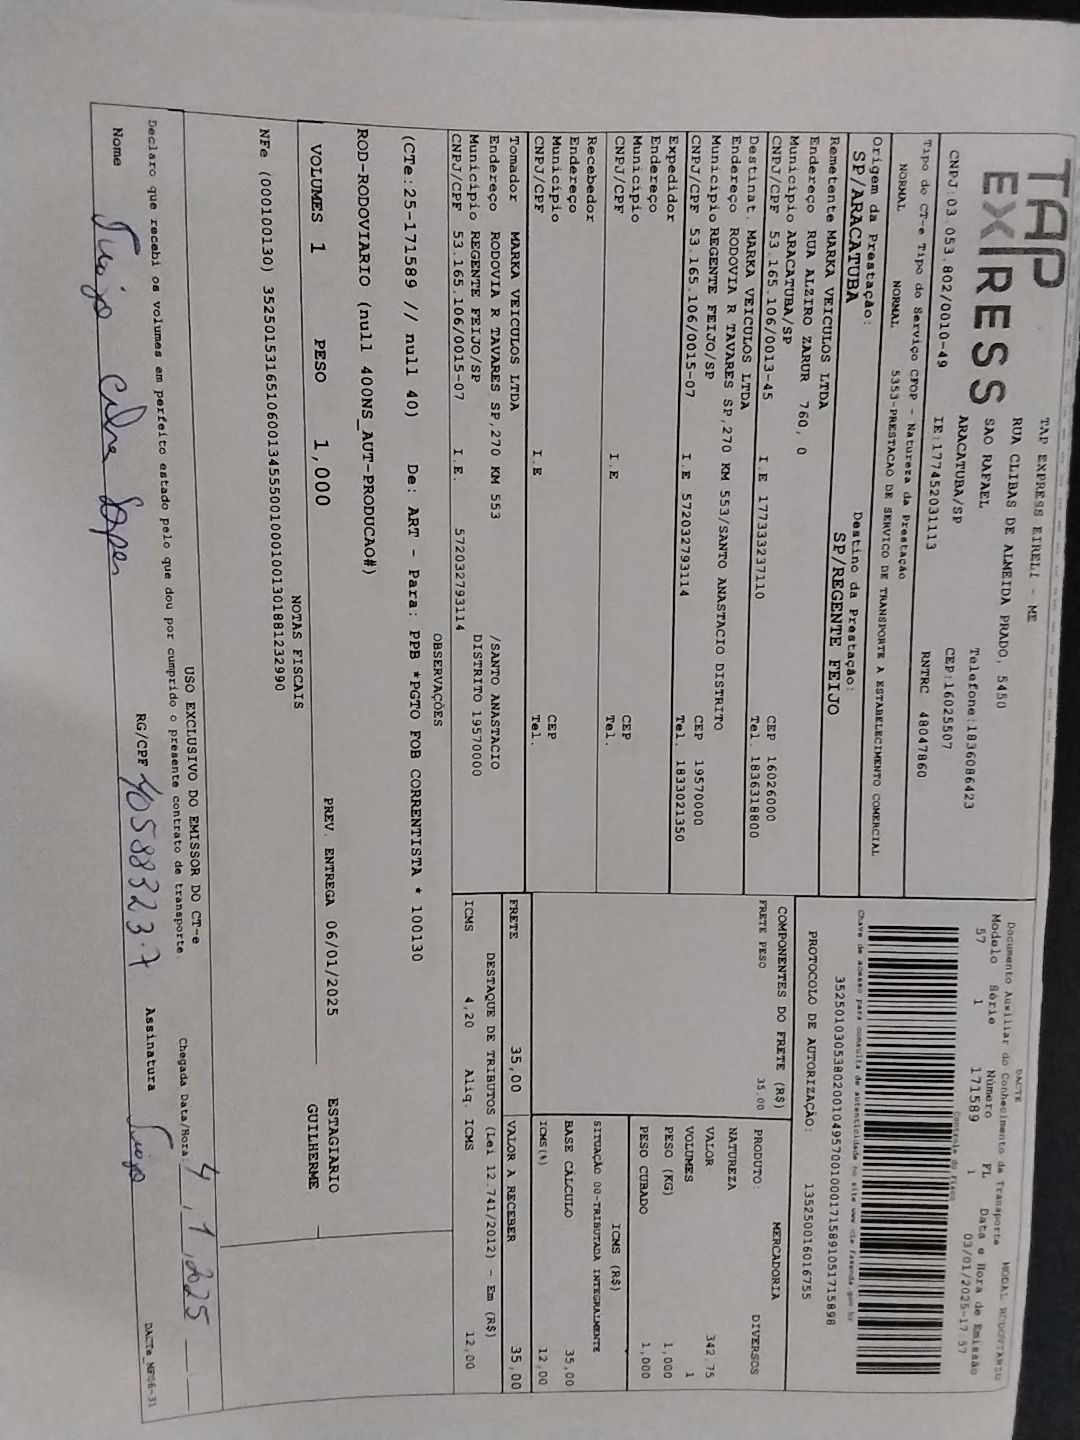 TAP
EXPRESS
TAP EXPRESS EIRELI - ME
RUA CLIBAS DE ALMEIDA PRADO, 5450
SAO RAFAEL
Telefone:1836086423
ARACATUBA/SP
CEP:16025507
CNPJ:03.053.802/0010-49
IE:177452031113
RNTRC 48047860
DACTE
Documento Auxiliar do Conhecimento de Transporte
MODAL RODOVIARIO
Modelo Série Número FL Data e Hora de Emissão
57 1 171589 1 03/01/2025-17:57
Controle do Fisco
Chave de acesso para consulta de autenticidade no site www.cte.fazenda.gov.br
PROTOCOLO DE AUTORIZAÇÃO: 135250016016755
Tipo do CT-e Tipo do Serviço CFOP - Natureza da Prestação
NORMAL NORMAL 5353-PRESTACAO DE SERVICO DE TRANSPORTE A ESTABELECIMENTO COMERCIAL
Origem da Prestação: Destino da Prestação:
SP/ARACATUBA SP/REGENTE FEIJO
Remetente MARKA VEICULOS LTDA
Endereço RUA ALZIRO ZARUR 760, 0
Município ARACATUBA/SP CEP 16026000
CNPJ/CPF 53.165.106/0013-45 I.E 177333237110 Tel. 1836318800
Destinat. MARKA VEICULOS LTDA
Endereço RODOVIA R TAVARES SP,270 KM 553/SANTO ANASTACIO DISTRITO
Município REGENTE FEIJO/SP CEP 19570000
CNPJ/CPF 53.165.106/0015-07 I.E 572032793114 Tel. 1833021350
Expedidor
Endereço
Município CEP
CNPJ/CPF I.E Tel.
Recebedor
Endereço
Município CEP
CNPJ/CPF I.E Tel.
Tomador MARKA VEICULOS LTDA
Endereço RODOVIA R TAVARES SP,270 KM 553 /SANTO ANASTACIO
Município REGENTE FEIJO/SP DISTRITO 19570000
CNPJ/CPF 53.165.106/0015-07 I.E. 572032793114
COMPONENTES DO FRETE (R$)
FRETE PESO 35,00
PRODUTO: MERCADORIA
NATUREZA DIVERSOS
VALOR 342,75
VOLUMES 1
PESO (KG) 1,000
PESO CUBADO 1,000
ICMS (R$)
SITUAÇÃO 00-TRIBUTADA INTEGRALMENTE
BASE CÁLCULO 35,00
ICMS(%) 12,00
FRETE 35,00 VALOR A RECEBER 35,00
DESTAQUE DE TRIBUTOS (Lei 12.741/2012) - Em (R$)
ICMS 4,20 Aliq. ICMS 12,00
OBSERVAÇÕES
(CTe:25-171589 // null 40) De: ART - Para: PPB *PGTO FOB CORRENTISTA * 100130
ROD-RODOVIARIO (null 400NS_AUT-PRODUCAO#)
VOLUMES 1 PESO 1,000 PREV. ENTREGA 06/01/2025 ESTAGIARIO
GUILHERME
NOTAS FISCAIS
NFe (000100130) 35250153165106001345550010001001301881232990
USO EXCLUSIVO DO EMISSOR DO CT-e
Declaro que recebi os volumes em perfeito estado pelo que dou por cumprido o presente contrato de transporte
Chegada Data/Hora: 4,1,2025
Nome RG/CPF 40588323-7 Assinatura
DACTe_NF06-31